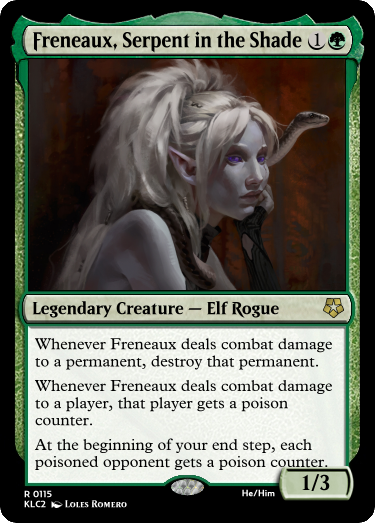 Freneaux, Serpent in the Shade 1
Legendary Creature — Elf Rogue
Whenever Freneaux deals combat damage
to a permanent, destroy that permanent.
Whenever Freneaux deals combat damage
to a player, that player gets a poison
counter.
At the beginning of your end step, each
poisoned opponent gets a poison counter.
1/3
R 0115
He/Him
KLC2 Loles Romero